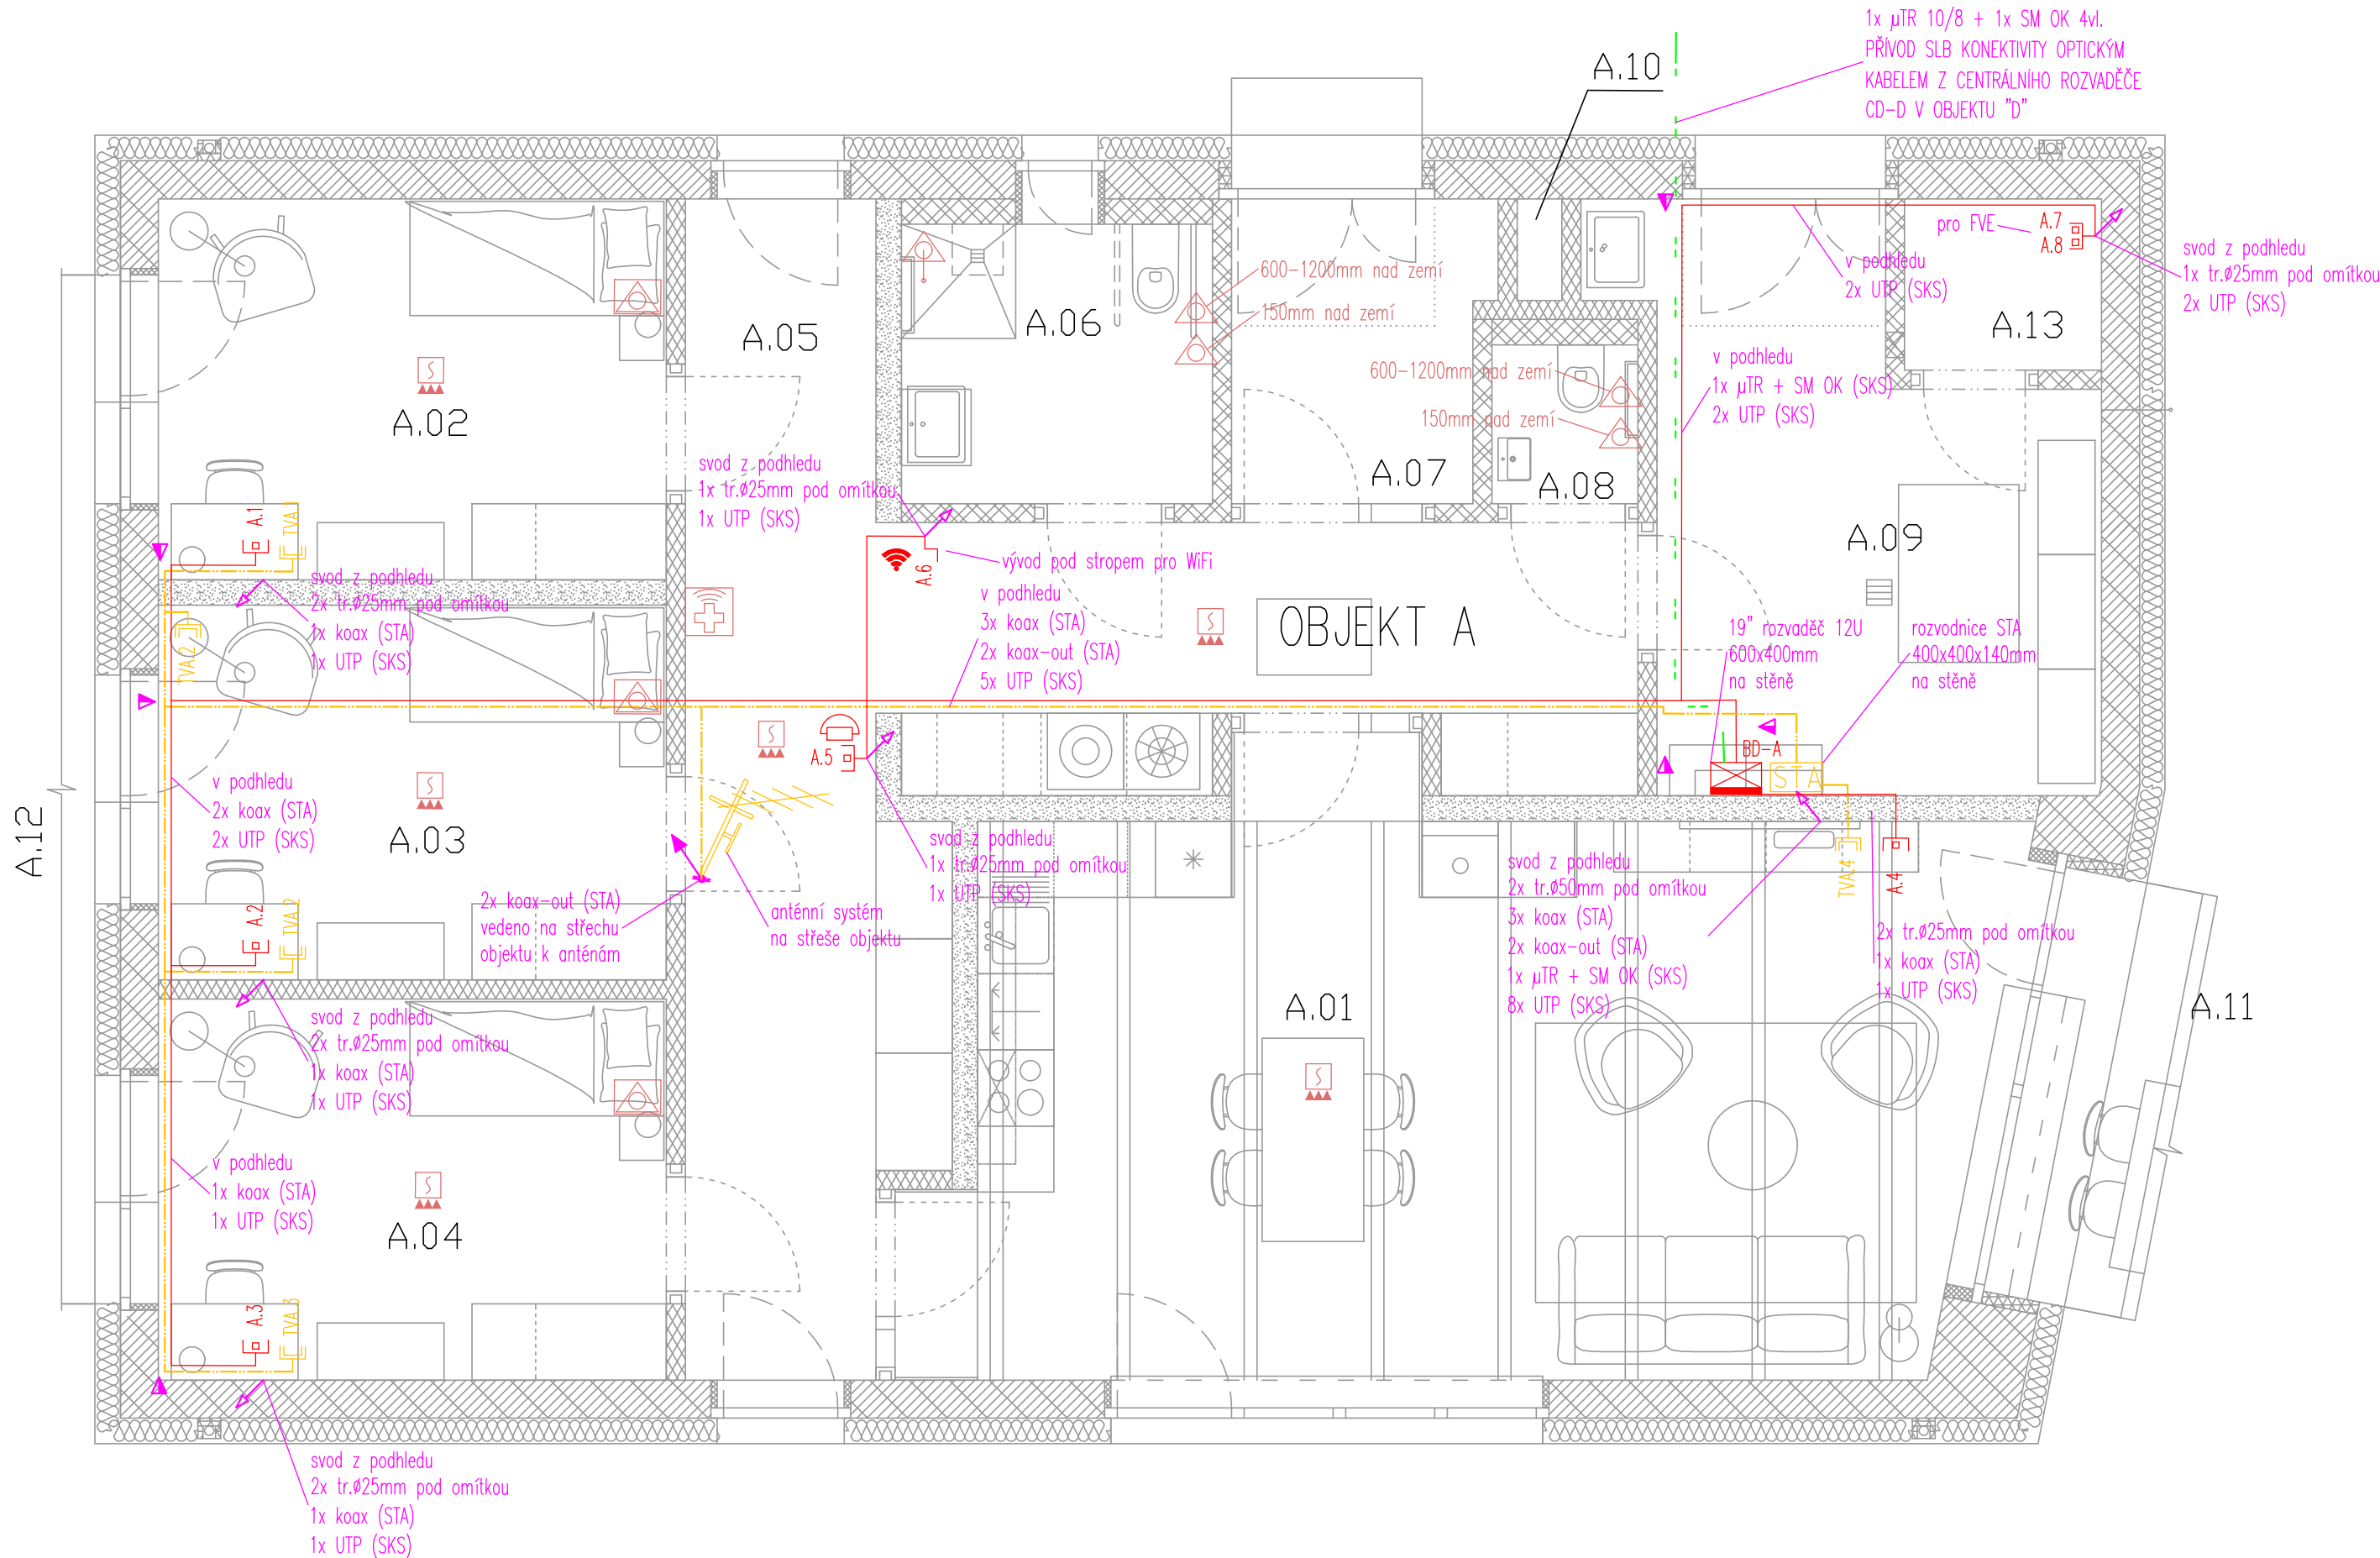 1x µTR 10/8 + 1x SM OK 4vl.
PŘÍVOD SLB KONEKTIVITY OPTICKÝM
KABELEM Z CENTRÁLNÍHO ROZVADĚČE
CD-D V OBJEKTU "D"
A.10
pro FVE
A.7
A.8
svod z podhledu
1x tr.ø25mm pod omítkou
2x UTP (SKS)
v podhledu
2x UTP (SKS)
600-1200mm nad zemí
150mm nad zemí
A.05
A.06
A.13
v podhledu
1x µTR + SM OK (SKS)
2x UTP (SKS)
600-1200mm nad zemí
150mm nad zemí
A.02
A.07
A.08
A.09
svod z podhledu
1x tr.ø25mm pod omítkou
1x UTP (SKS)
A.1
TVA.1
vývod pod stropem pro WiFi
A.6
svod z podhledu
2x tr.ø25mm pod omítkou
1x koax (STA)
1x UTP (SKS)
TVA.2
v podhledu
3x koax (STA)
2x koax-out (STA)
5x UTP (SKS)
OBJEKT A
19" rozvaděč 12U
600x400mm
na stěně
rozvodnice STA
400x400x140mm
na stěně
BD-A
STA
A.5
v podhledu
2x koax (STA)
2x UTP (SKS)
A.12
A.03
svod z podhledu
1x tr.ø25mm pod omítkou
1x UTP (SKS)
svod z podhledu
2x tr.ø50mm pod omítkou
3x koax (STA)
2x koax-out (STA)
1x µTR + SM OK (SKS)
8x UTP (SKS)
TVA.4
A.4
2x koax-out (STA)
vedeno na střechu
objektu k anténám
anténní systém
na střeše objektu
A.2
TVA.2
2x tr.ø25mm pod omítkou
1x koax (STA)
1x UTP (SKS)
A.01
A.11
svod z podhledu
2x tr.ø25mm pod omítkou
1x koax (STA)
1x UTP (SKS)
v podhledu
1x koax (STA)
1x UTP (SKS)
A.04
A.3
TVA.3
svod z podhledu
2x tr.ø25mm pod omítkou
1x koax (STA)
1x UTP (SKS)